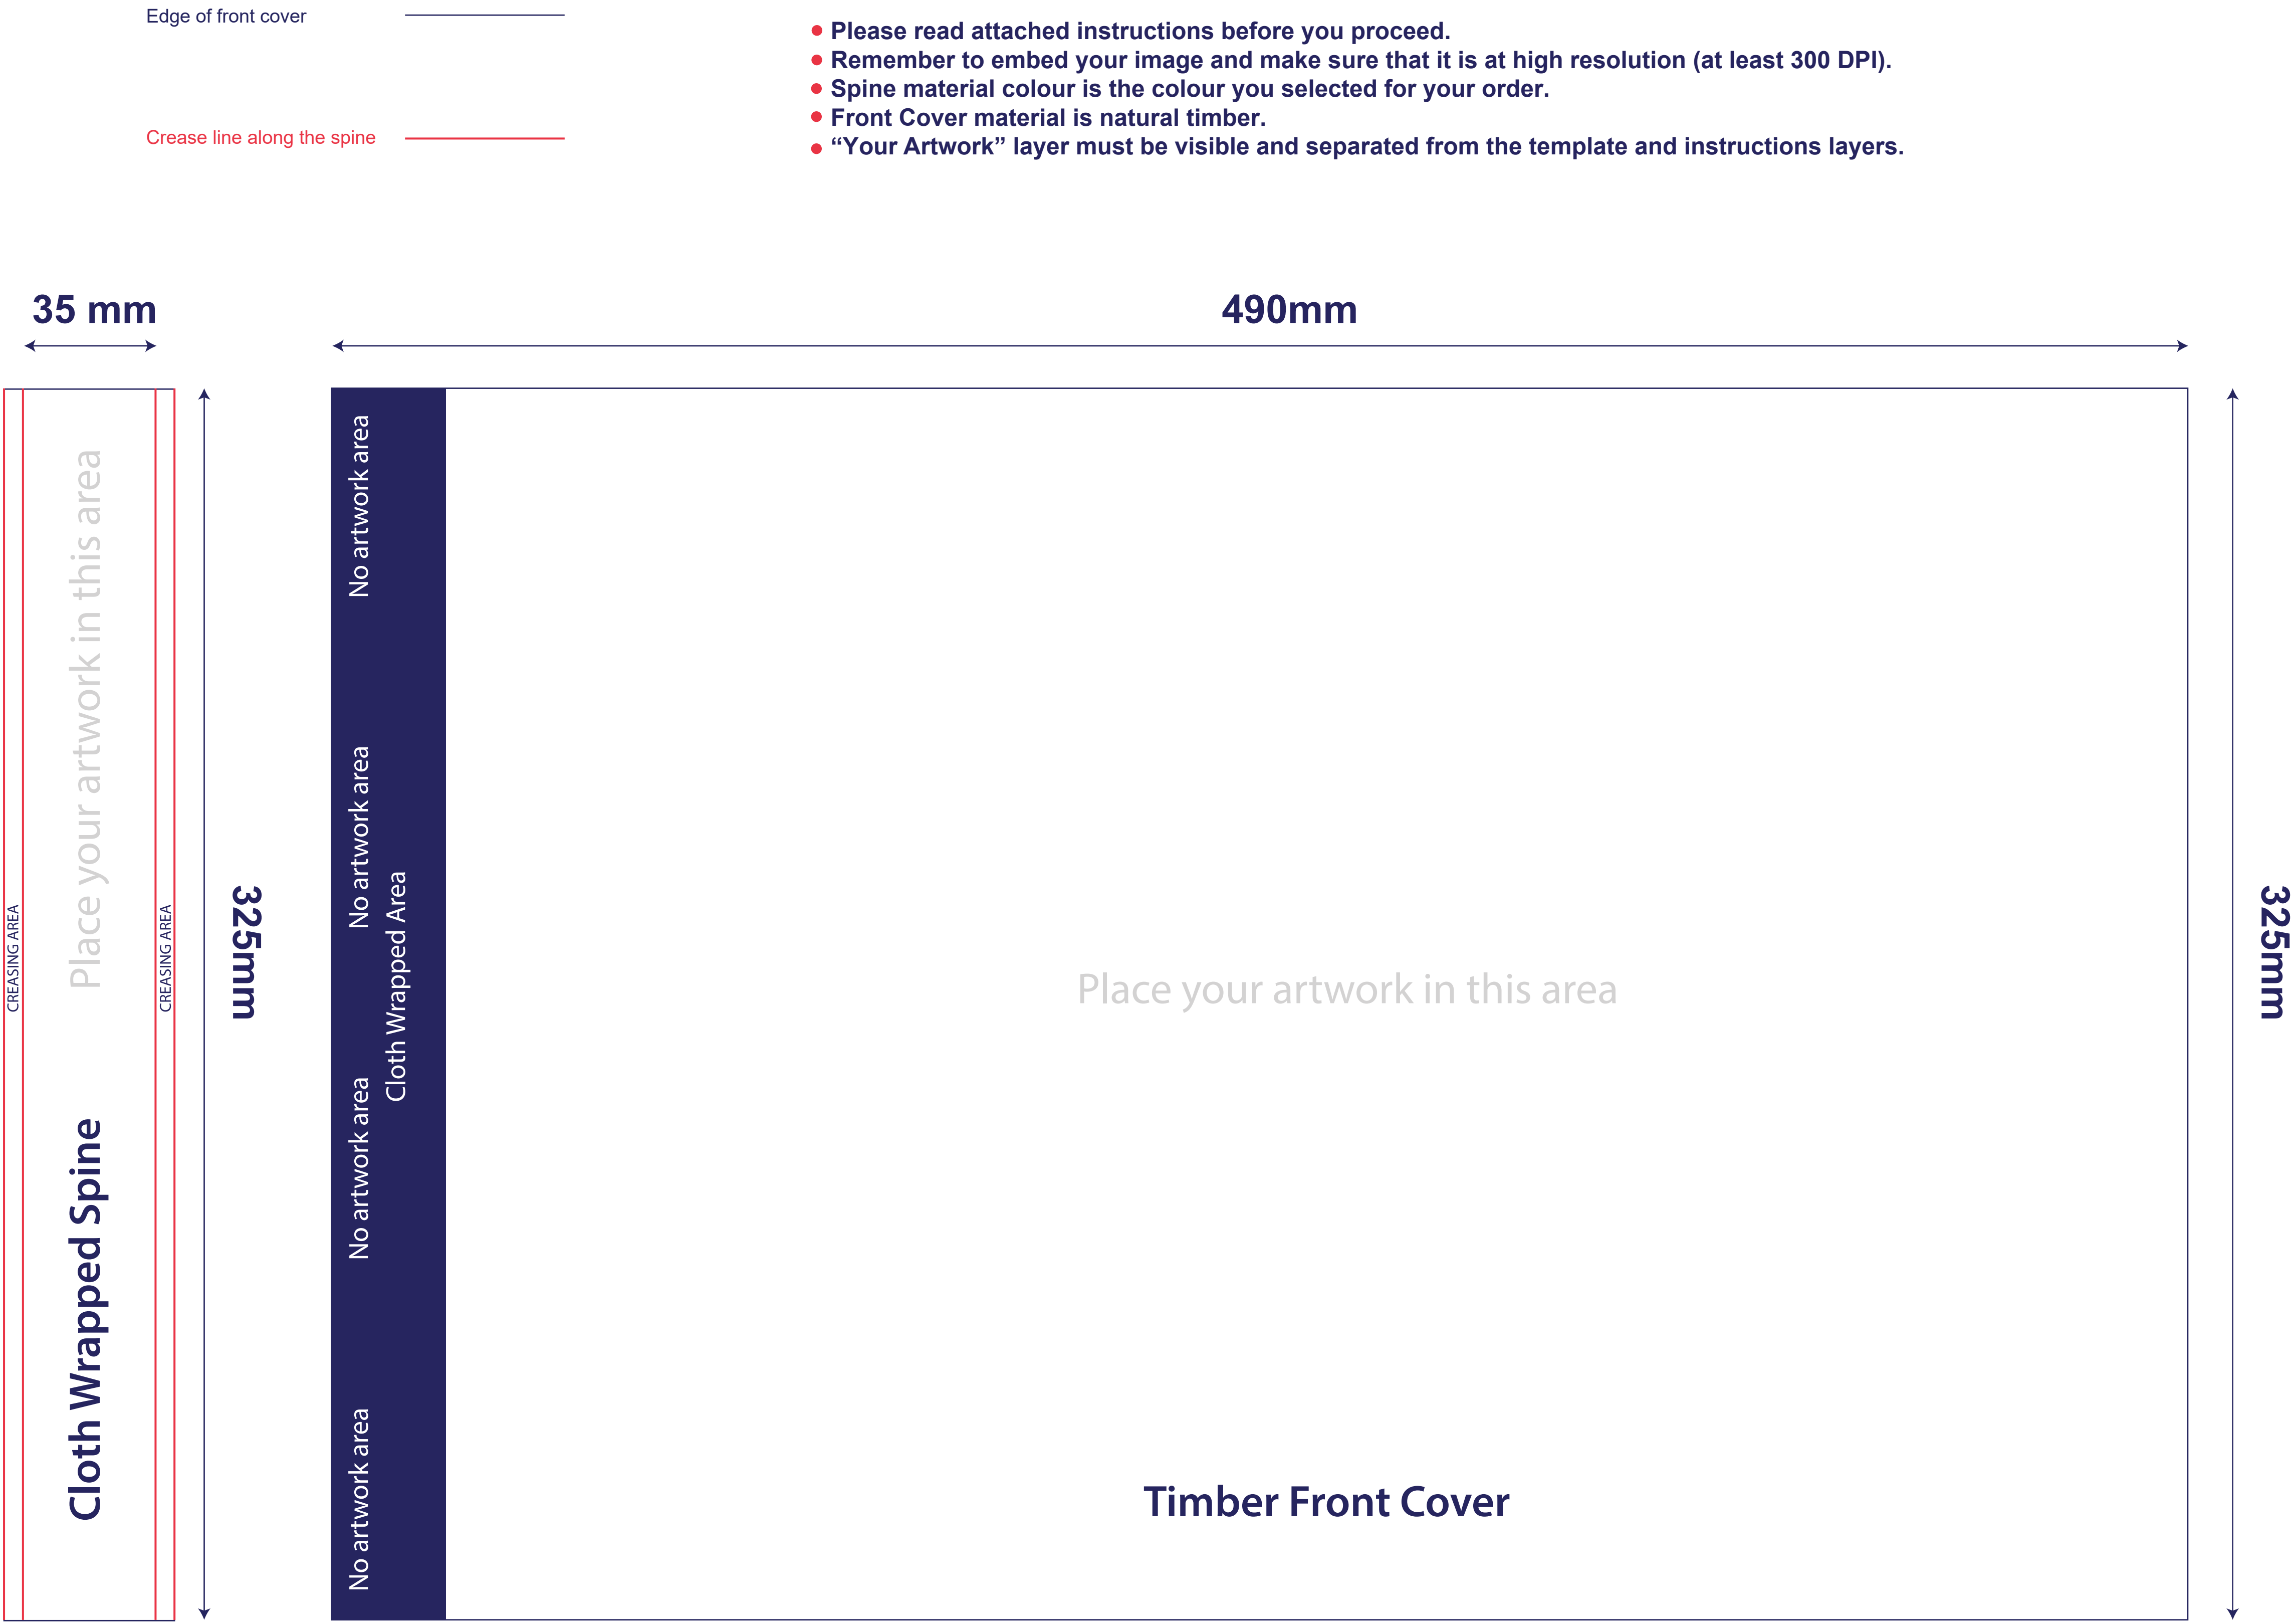 Edge of front cover
Crease line along the spine
● Please read attached instructions before you proceed.
● Remember to embed your image and make sure that it is at high resolution (at least 300 DPI).
● Spine material colour is the colour you selected for your order.
● Front Cover material is natural timber.
● “Your Artwork” layer must be visible and separated from the template and instructions layers.
35 mm
490mm
CREASING AREA
Place your artwork in this area
Cloth Wrapped Spine
CREASING AREA
325mm
No artwork area
No artwork area
No artwork area
No artwork area
Cloth Wrapped Area
Place your artwork in this area
Timber Front Cover
325mm